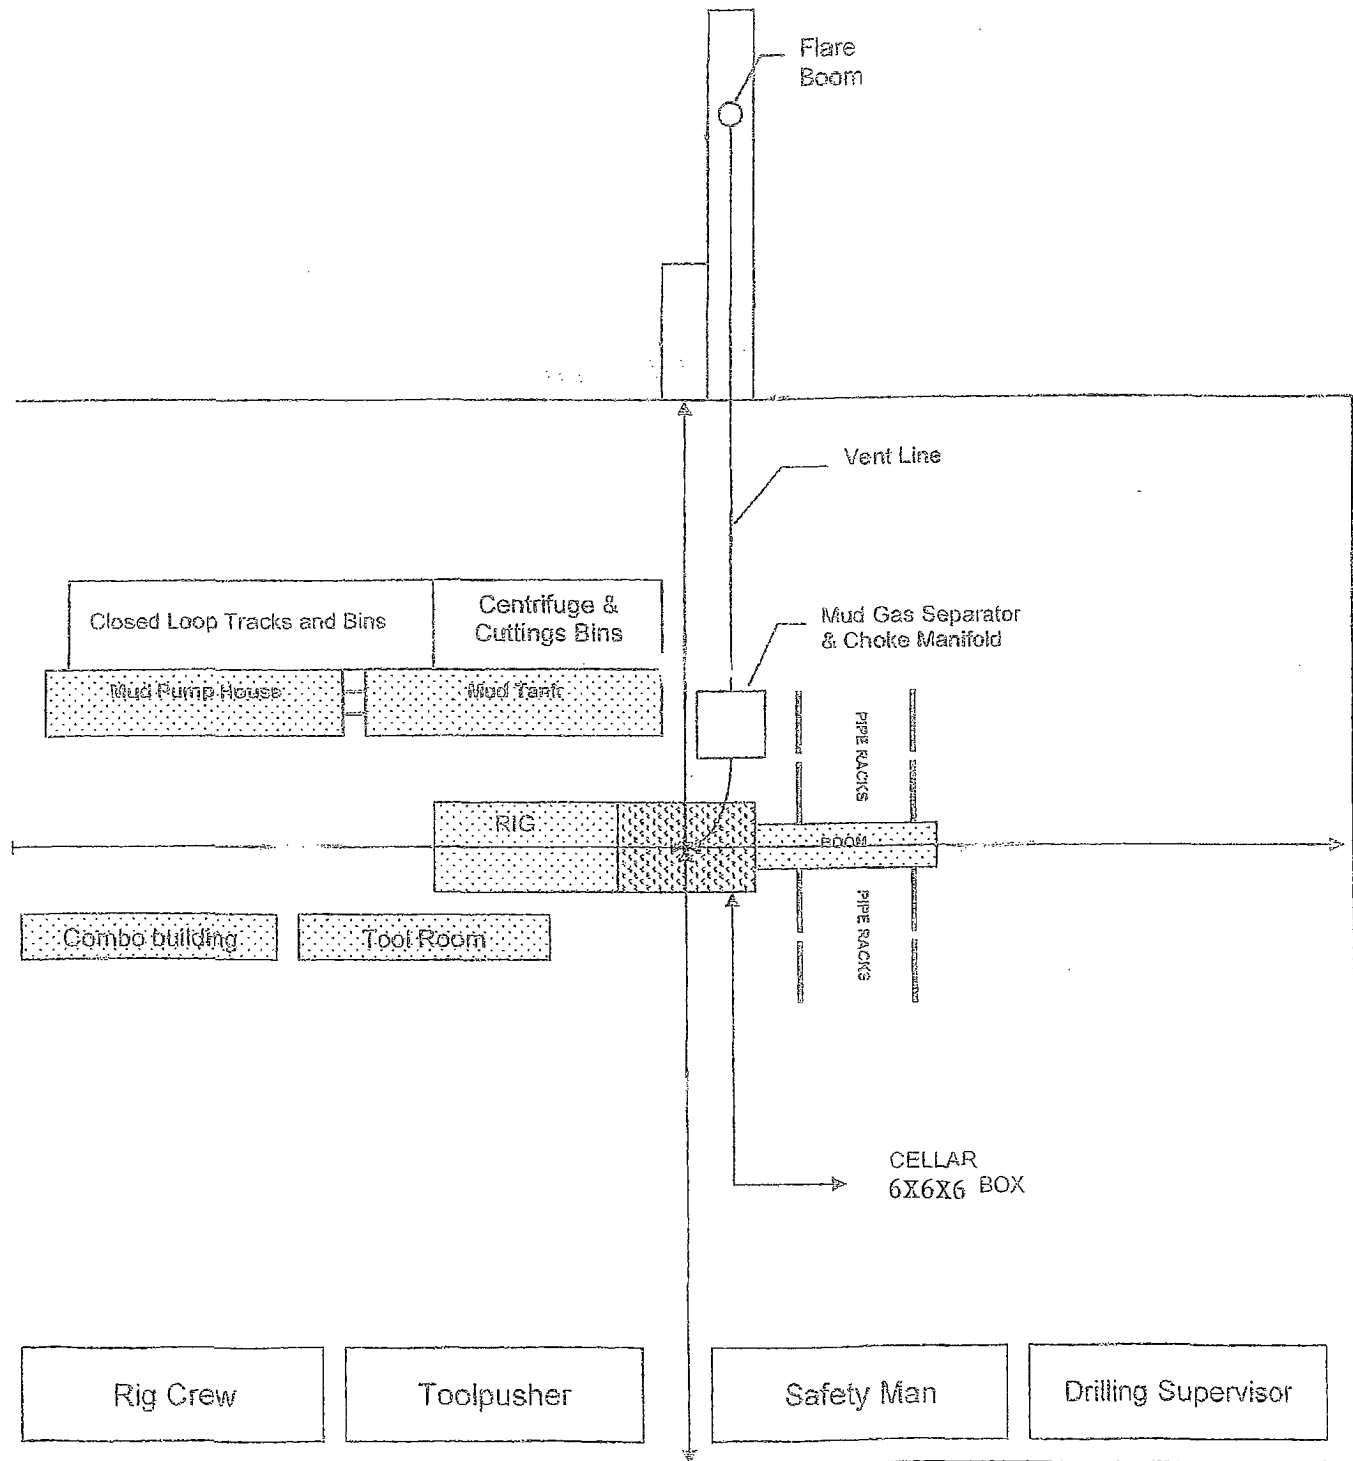 Flare
Boom
Vent Line
Closed Loop Tracks and Bins
Centrifuge &
Cuttings Bins
Mud Gas Separator
& Choke Manifold
Mud Pump House
Mud Tank
PIPE RACKS
RIG
BOOM
Combo building
Tool Room
PIPE RACKS
CELLAR
6X6X6 BOX
Rig Crew
Toolpusher
Safety Man
Drilling Supervisor